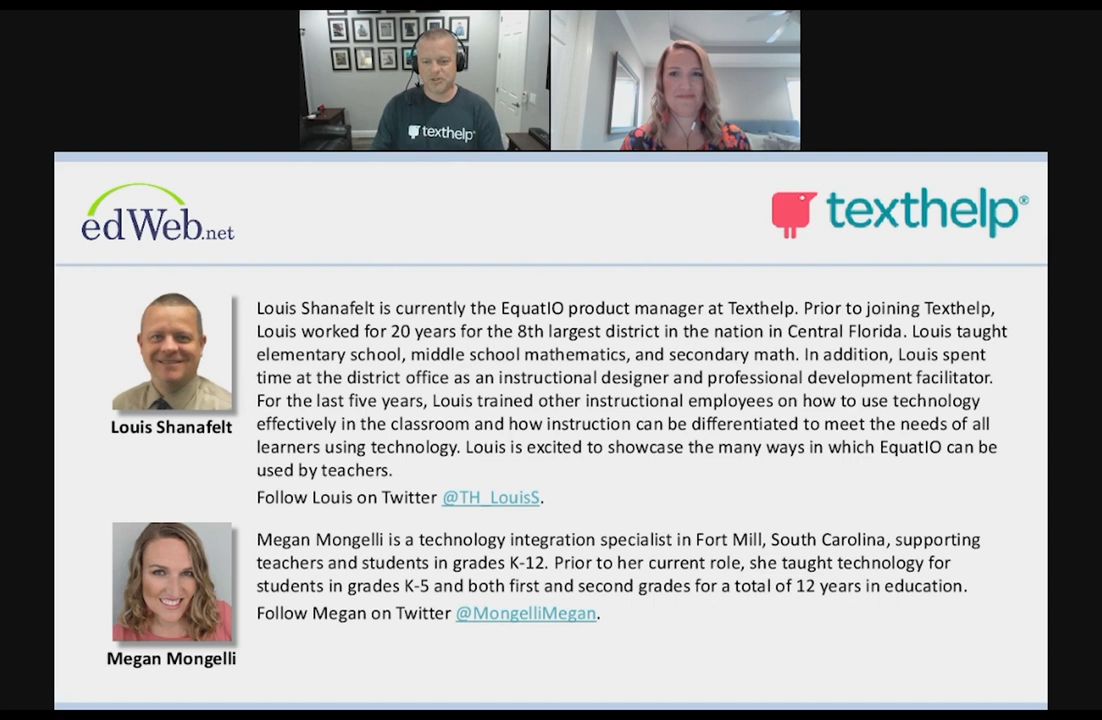 texthelp
edWeb.net
texthelp®
Louis Shanafelt is currently the EquatIO product manager at Texthelp. Prior to joining Texthelp,
Louis worked for 20 years for the 8th largest district in the nation in Central Florida. Louis taught
elementary school, middle school mathematics, and secondary math. In addition, Louis spent
time at the district office as an instructional designer and professional development facilitator.
For the last five years, Louis trained other instructional employees on how to use technology
effectively in the classroom and how instruction can be differentiated to meet the needs of all
learners using technology. Louis is excited to showcase the many ways in which EquatIO can be
used by teachers.
Follow Louis on Twitter @TH_LouisS.
Louis Shanafelt
Megan Mongelli is a technology integration specialist in Fort Mill, South Carolina, supporting
teachers and students in grades K-12. Prior to her current role, she taught technology for
students in grades K-5 and both first and second grades for a total of 12 years in education.
Follow Megan on Twitter @MongelliMegan.
Megan Mongelli